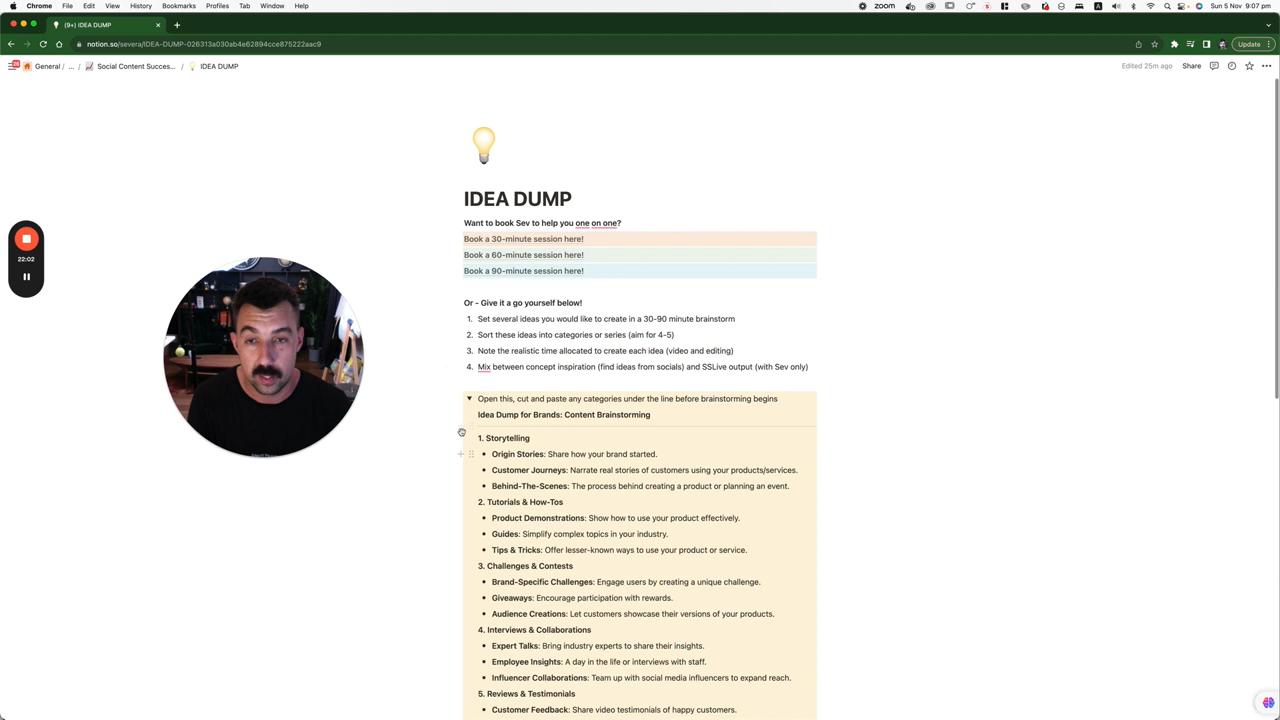 Chrome File Edit View History Bookmarks Profiles Tab Window Help zoom A Sun 5 Nov 9:07 pm
(9+) IDEA DUMP
notion.so/severa/IDEA-DUMP-026313a030ab4e62894cce875222aac9 Update
General / ... / Social Content Succes... / IDEA DUMP Edited 25m ago Share
IDEA DUMP
Want to book Sev to help you one on one?
Book a 30-minute session here!
Book a 60-minute session here!
Book a 90-minute session here!
Or - Give it a go yourself below!
1. Set several ideas you would like to create in a 30-90 minute brainstorm
2. Sort these ideas into categories or series (aim for 4-5)
3. Note the realistic time allocated to create each idea (video and editing)
4. Mix between concept inspiration (find ideas from socials) and SSLive output (with Sev only)
22:02
Open this, cut and paste any categories under the line before brainstorming begins
Idea Dump for Brands: Content Brainstorming
1. Storytelling
• Origin Stories: Share how your brand started.
• Customer Journeys: Narrate real stories of customers using your products/services.
• Behind-The-Scenes: The process behind creating a product or planning an event.
2. Tutorials & How-Tos
• Product Demonstrations: Show how to use your product effectively.
• Guides: Simplify complex topics in your industry.
• Tips & Tricks: Offer lesser-known ways to use your product or service.
3. Challenges & Contests
• Brand-Specific Challenges: Engage users by creating a unique challenge.
• Giveaways: Encourage participation with rewards.
• Audience Creations: Let customers showcase their versions of your products.
4. Interviews & Collaborations
• Expert Talks: Bring industry experts to share their insights.
• Employee Insights: A day in the life or interviews with staff.
• Influencer Collaborations: Team up with social media influencers to expand reach.
5. Reviews & Testimonials
• Customer Feedback: Share video testimonials of happy customers.